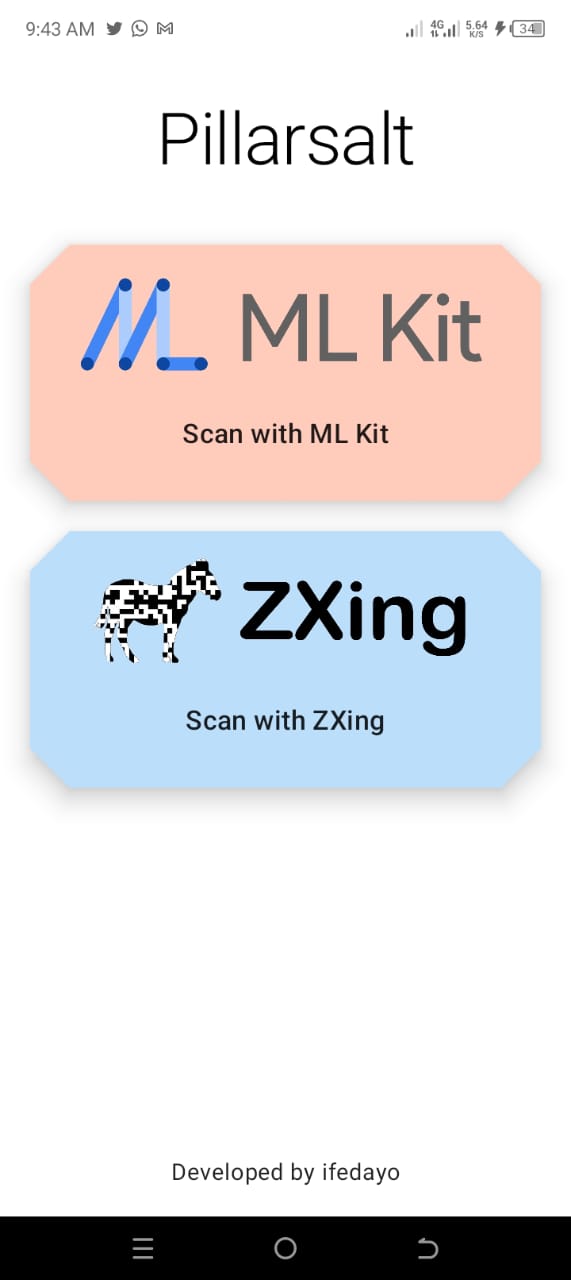 9:43 AM 4G 5.64 K/S 34
Pillarsalt
ML ML Kit
Scan with ML Kit
ZXing
Scan with ZXing
Developed by ifedayo